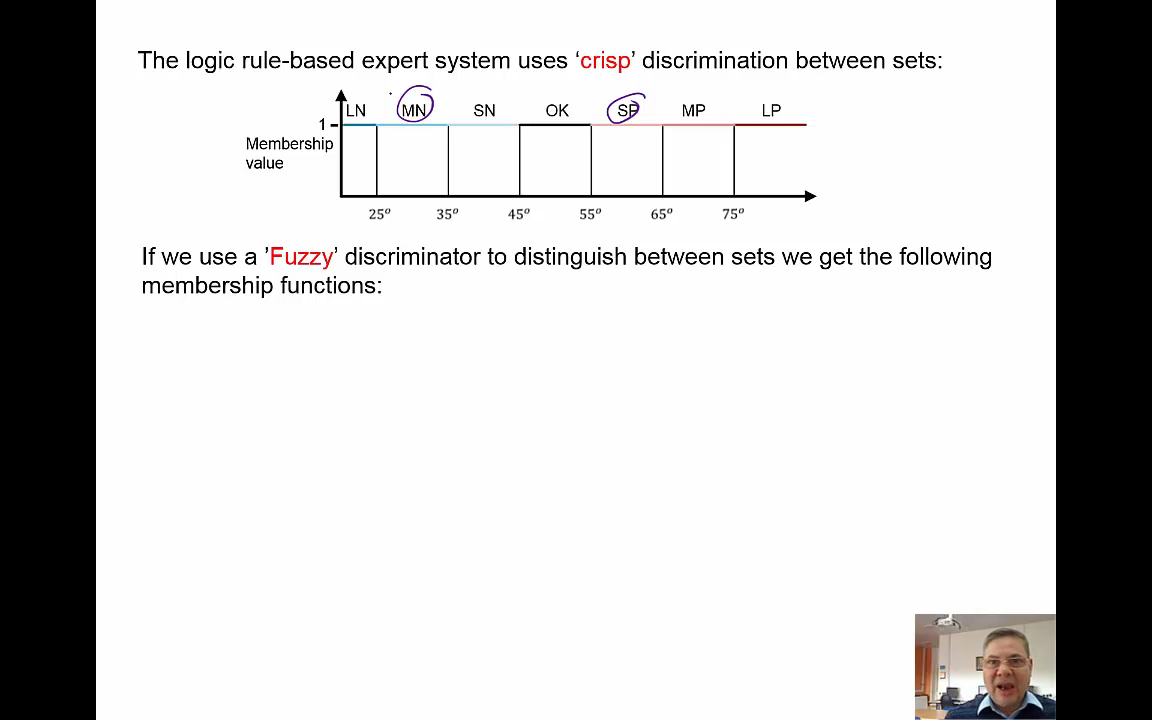 The logic rule-based expert system uses ‘crisp’ discrimination between sets:
LN MN SN OK SP MP LP
1
Membership
value
25° 35° 45° 55° 65° 75°
If we use a ’Fuzzy’ discriminator to distinguish between sets we get the following
membership functions: